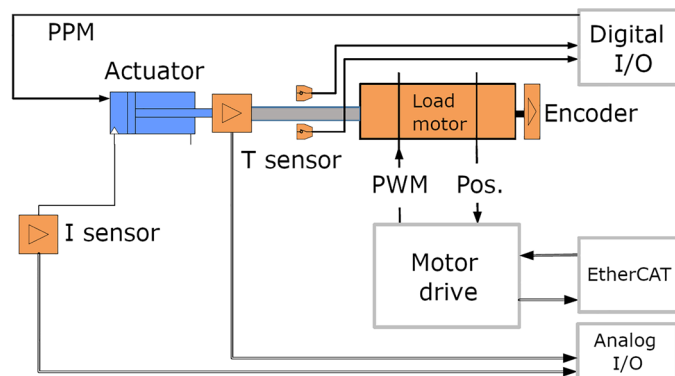 PPM
Digital
I/O
Actuator
Load
motor
Encoder
T sensor
PWM
Pos.
I sensor
Motor
drive
EtherCAT
Analog
I/O